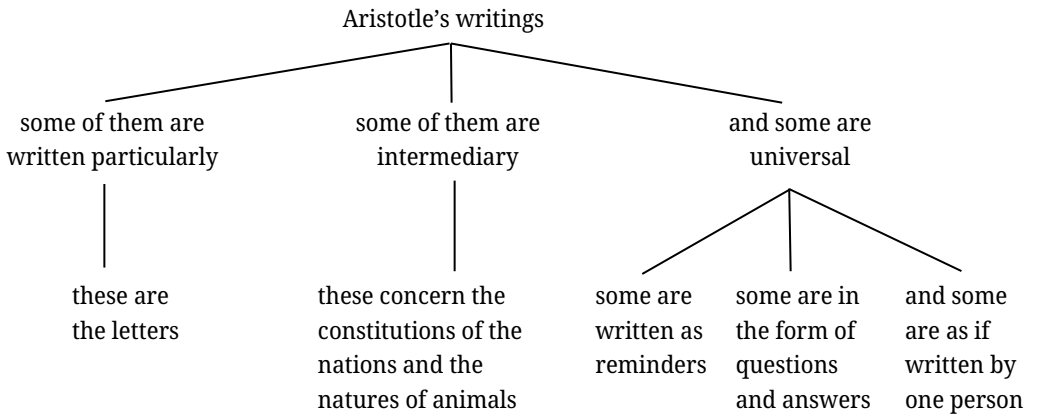 Aristotle’s writings
some of them are
written particularly
some of them are
intermediary
and some are
universal
these are
the letters
these concern the
constitutions of the
nations and the
natures of animals
some are
written as
reminders
some are in
the form of
questions
and answers
and some
are as if
written by
one person